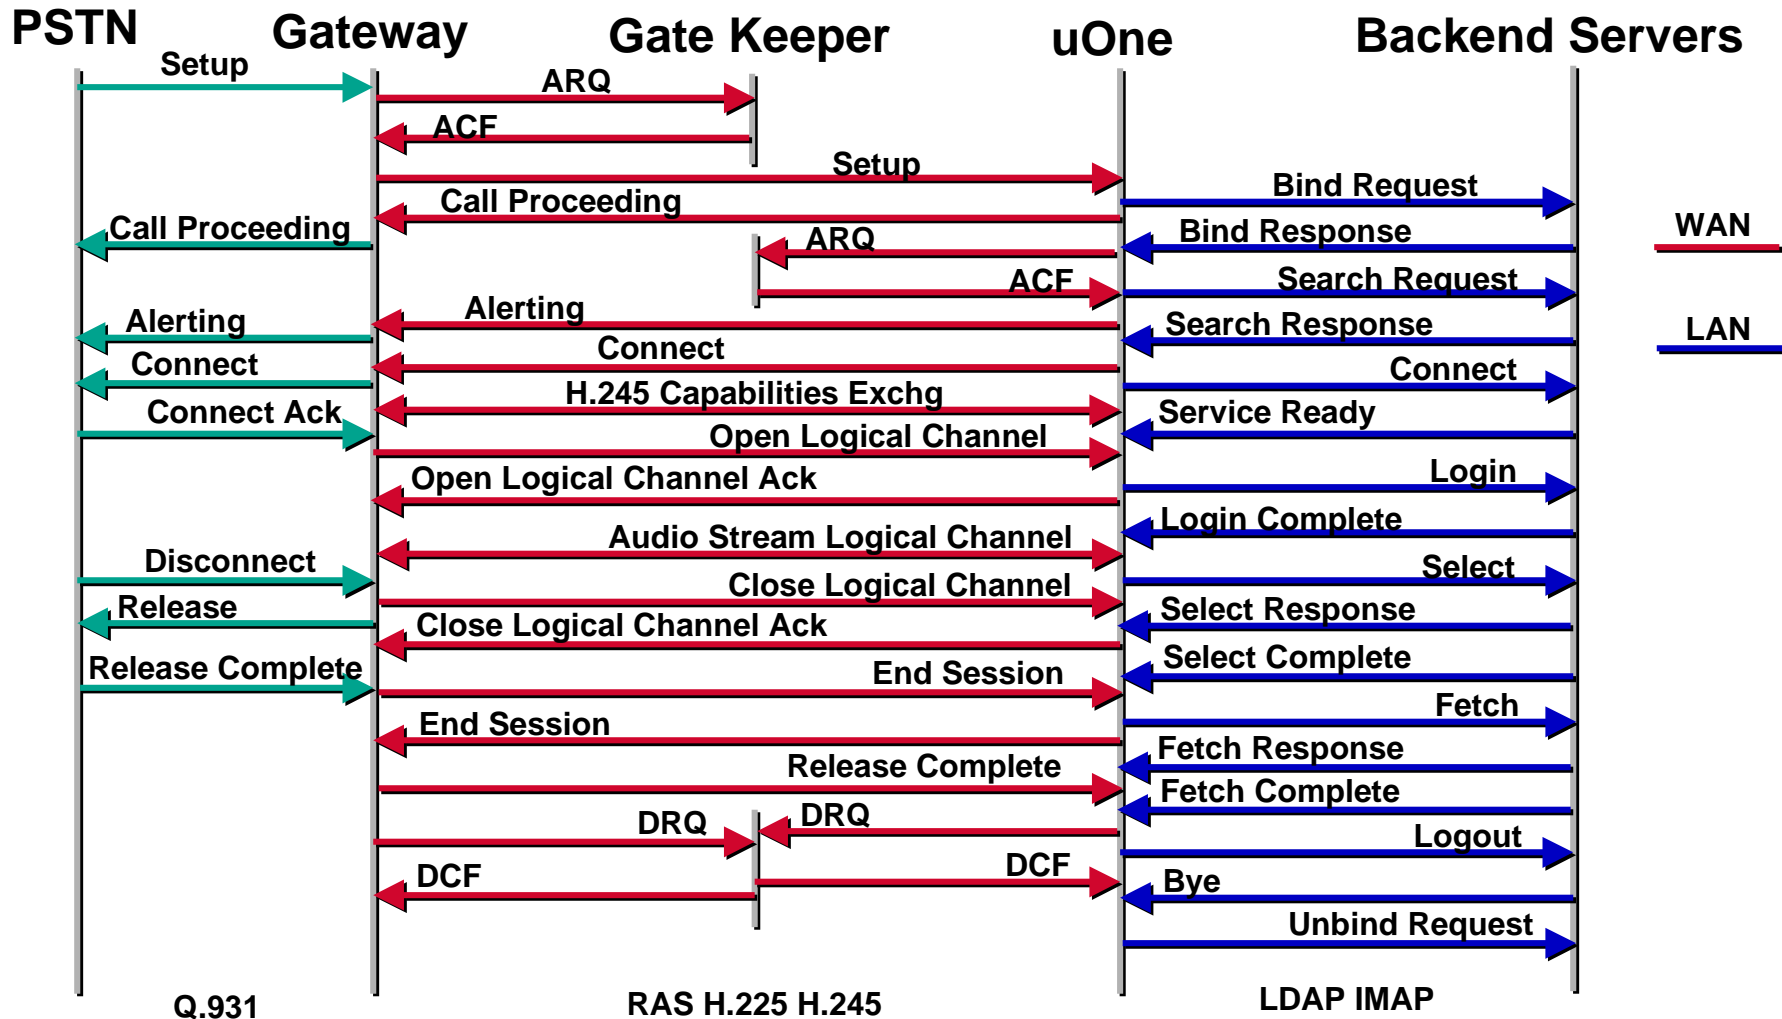 PSTN
Gateway
Gate Keeper
uOne
Backend Servers
Setup
ARQ
ACF
Setup
Bind Request
Call Proceeding
Call Proceeding
ARQ
Bind Response
WAN
ACF
Search Request
Alerting
Alerting
Search Response
LAN
Connect
Connect
Connect
H.245 Capabilities Exchg
Connect Ack
Service Ready
Open Logical Channel
Open Logical Channel Ack
Login
Login Complete
Audio Stream Logical Channel
Disconnect
Select
Close Logical Channel
Release
Select Response
Close Logical Channel Ack
Select Complete
Release Complete
End Session
Fetch
End Session
Fetch Response
Release Complete
Fetch Complete
DRQ
DRQ
Logout
DCF
DCF
Bye
Unbind Request
Q.931
RAS H.225 H.245
LDAP IMAP